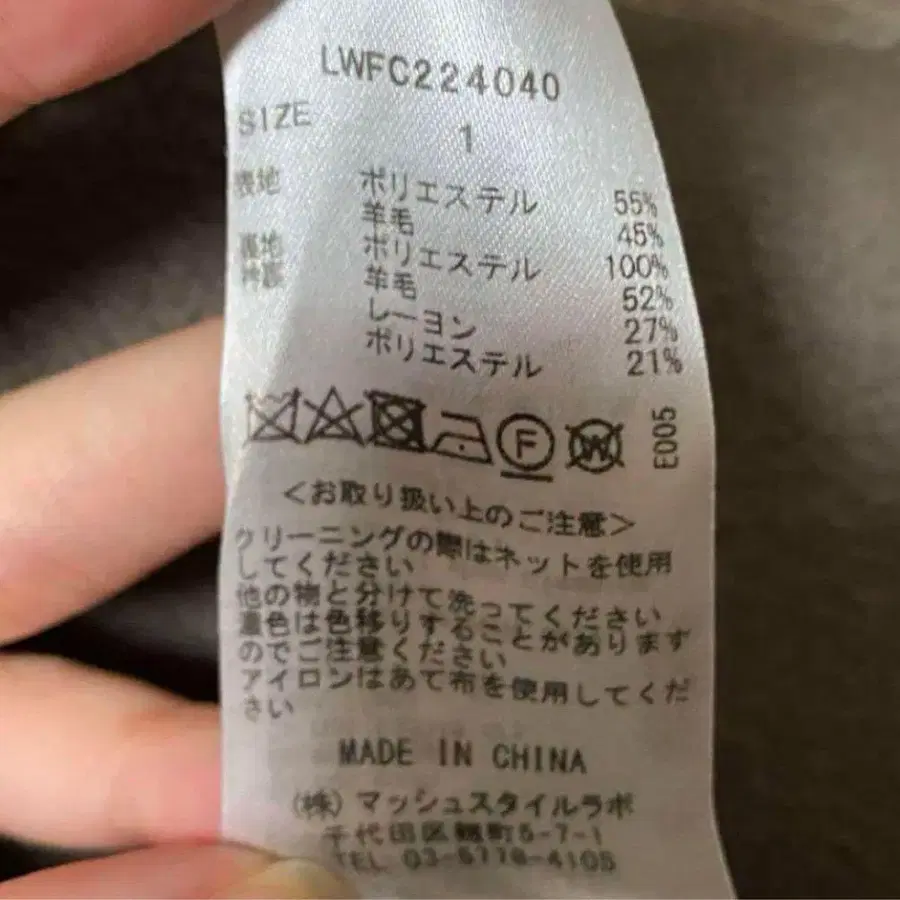 LWFC224040
SIZE 1
表地 ポリエステル 55%
羊毛 45%
裏地 ポリエステル 100%
衿裏 羊毛 52%
レーヨン 27%
ポリエステル 21%
F W E005
<お取り扱い上のご注意>
クリーニングの際はネットを使用
してください
他の物と分けて洗ってください
濃色は色移りすることがあります
のでご注意ください
アイロンはあて布を使用してくだ
さい
MADE IN CHINA
(株) マッシュスタイルラボ
千代田区麹町5-7-1
TEL 03-5778-4105